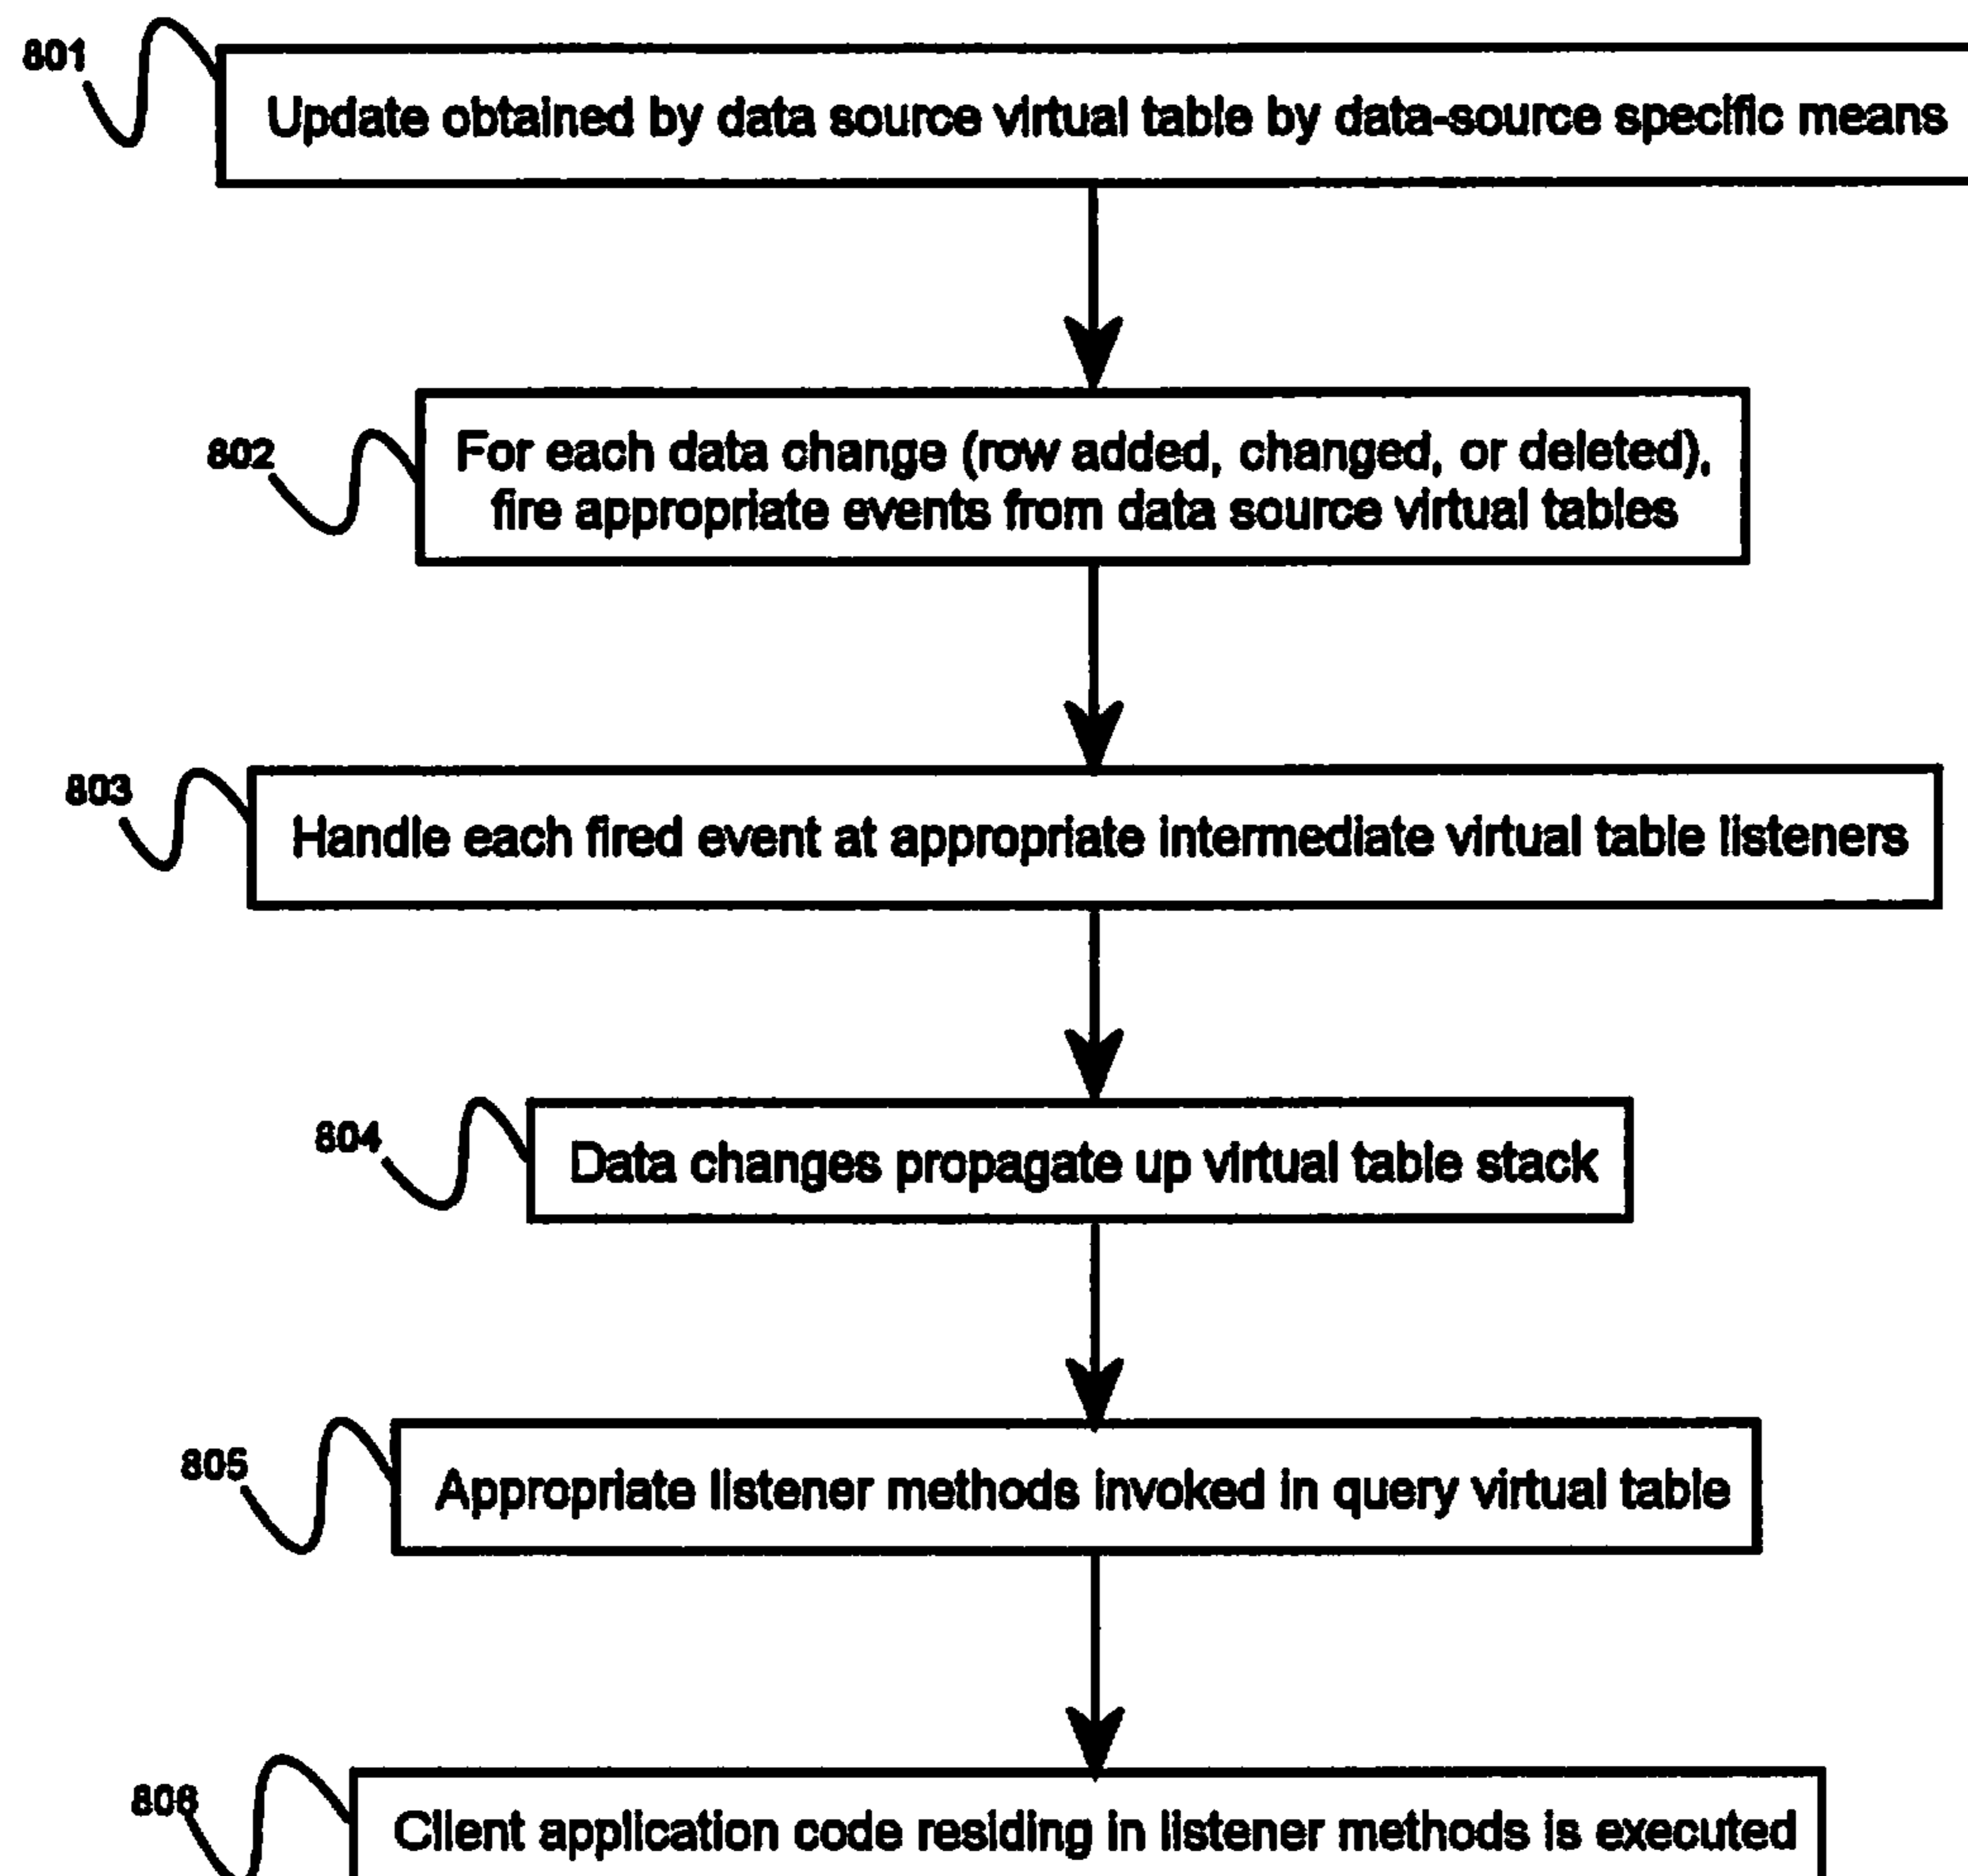 801
Update obtained by data source virtual table by data-source specific means
802
For each data change (row added, changed, or deleted),
fire appropriate events from data source virtual tables
803
Handle each fired event at appropriate intermediate virtual table listeners
804
Data changes propagate up virtual table stack
805
Appropriate listener methods invoked in query virtual table
806
Client application code residing in listener methods is executed